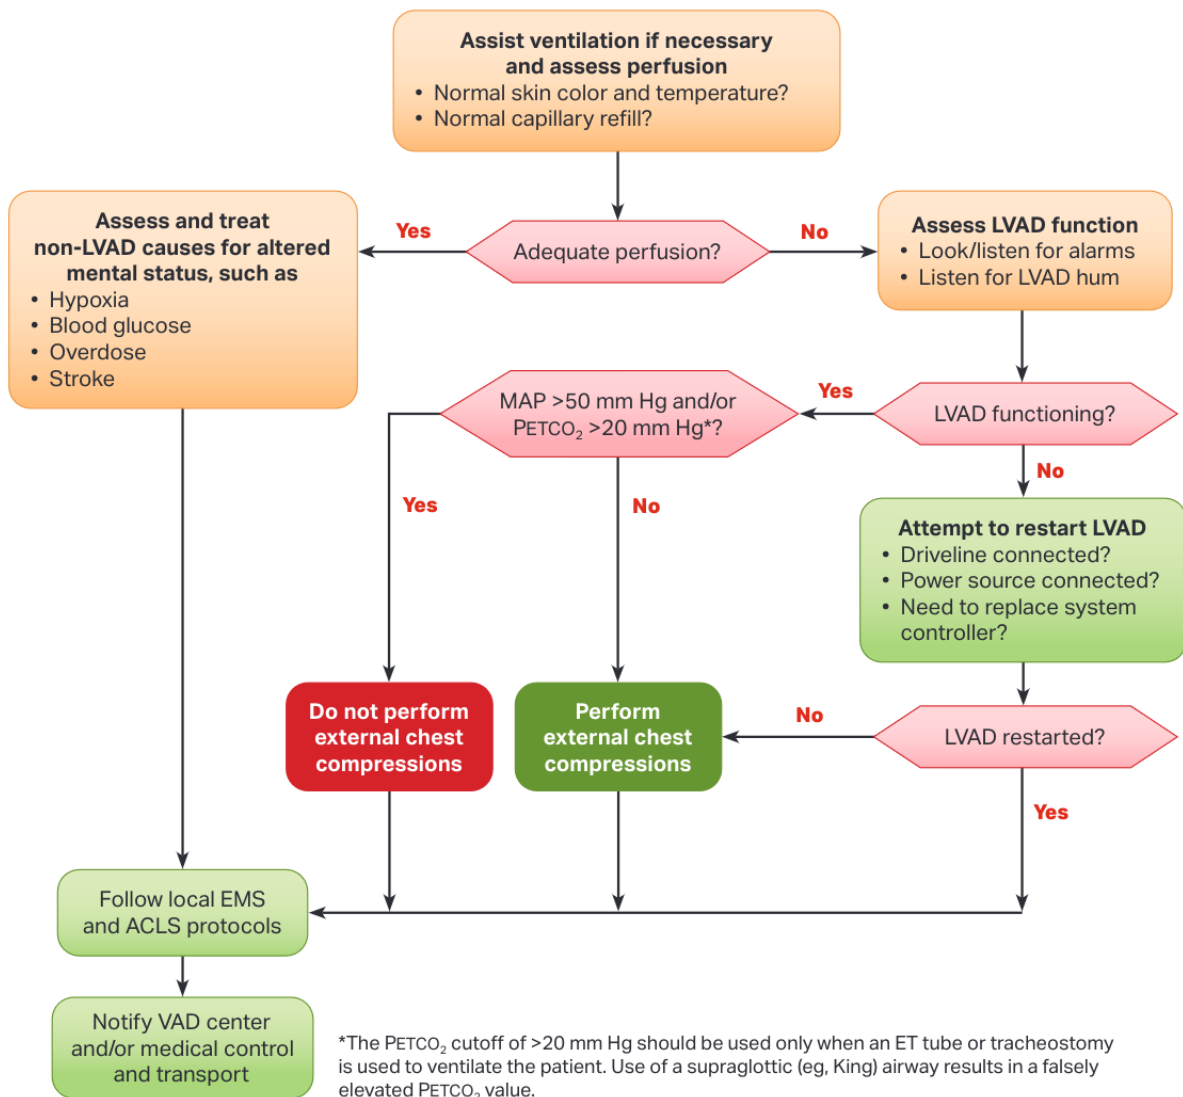 Assist ventilation if necessary
and assess perfusion
• Normal skin color and temperature?
• Normal capillary refill?
Adequate perfusion?
Yes
No
Assess and treat
non-LVAD causes for altered
mental status, such as
• Hypoxia
• Blood glucose
• Overdose
• Stroke
Assess LVAD function
• Look/listen for alarms
• Listen for LVAD hum
LVAD functioning?
Yes
No
MAP >50 mm Hg and/or
PETCO₂ >20 mm Hg*?
Yes
No
Attempt to restart LVAD
• Driveline connected?
• Power source connected?
• Need to replace system
controller?
LVAD restarted?
No
Yes
Do not perform
external chest
compressions
Perform
external chest
compressions
Follow local EMS
and ACLS protocols
Notify VAD center
and/or medical control
and transport
*The PETCO₂ cutoff of >20 mm Hg should be used only when an ET tube or tracheostomy
is used to ventilate the patient. Use of a supraglottic (eg, King) airway results in a falsely
elevated PETCO₂ value.